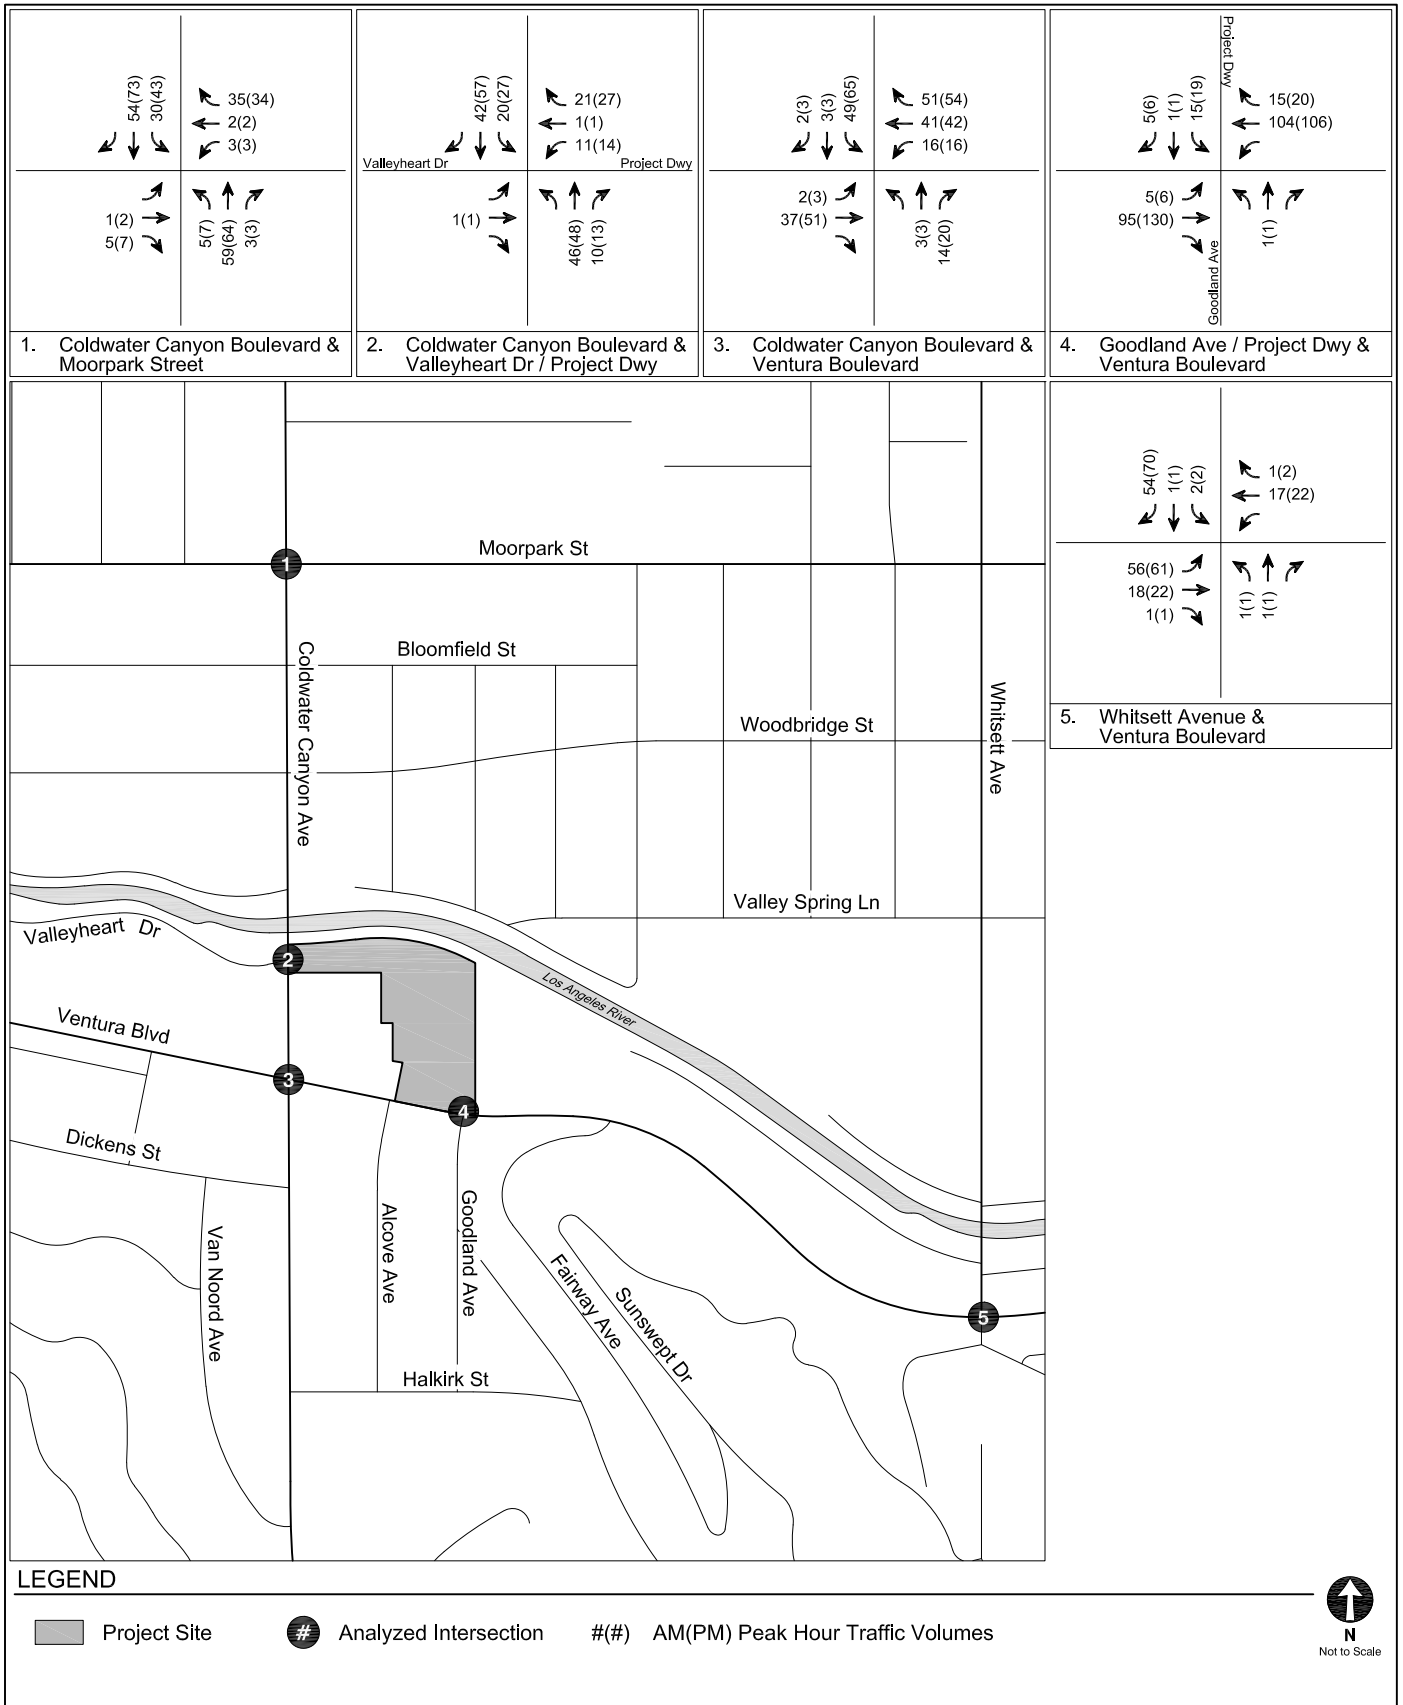 54(73)
30(43)
35(34)
2(2)
3(3)
1(2)
5(7)
5(7)
59(64)
3(3)
1. Coldwater Canyon Boulevard &
Moorpark Street
42(57)
20(27)
21(27)
1(1)
11(14)
Valleyheart Dr
Project Dwy
1(1)
46(48)
10(13)
2. Coldwater Canyon Boulevard &
Valleyheart Dr / Project Dwy
2(3)
3(3)
49(65)
51(54)
41(42)
16(16)
2(3)
37(51)
3(3)
14(20)
3. Coldwater Canyon Boulevard &
Ventura Boulevard
Project Dwy
5(6)
1(1)
15(19)
15(20)
104(106)
5(6)
95(130)
1(1)
Goodland Ave
4. Goodland Ave / Project Dwy &
Ventura Boulevard
54(70)
1(1)
2(2)
1(2)
17(22)
56(61)
18(22)
1(1)
1(1)
1(1)
5. Whitsett Avenue &
Ventura Boulevard
Moorpark St
1
Bloomfield St
Coldwater Canyon Ave
Woodbridge St
Whitsett Ave
Valley Spring Ln
Valleyheart Dr
2
Los Angeles River
Ventura Blvd
3
4
Dickens St
Van Noord Ave
Alcove Ave
Goodland Ave
Fairway Ave
Sunswept Dr
5
Halkirk St
LEGEND
Project Site
# Analyzed Intersection
#(#) AM(PM) Peak Hour Traffic Volumes
N
Not to Scale